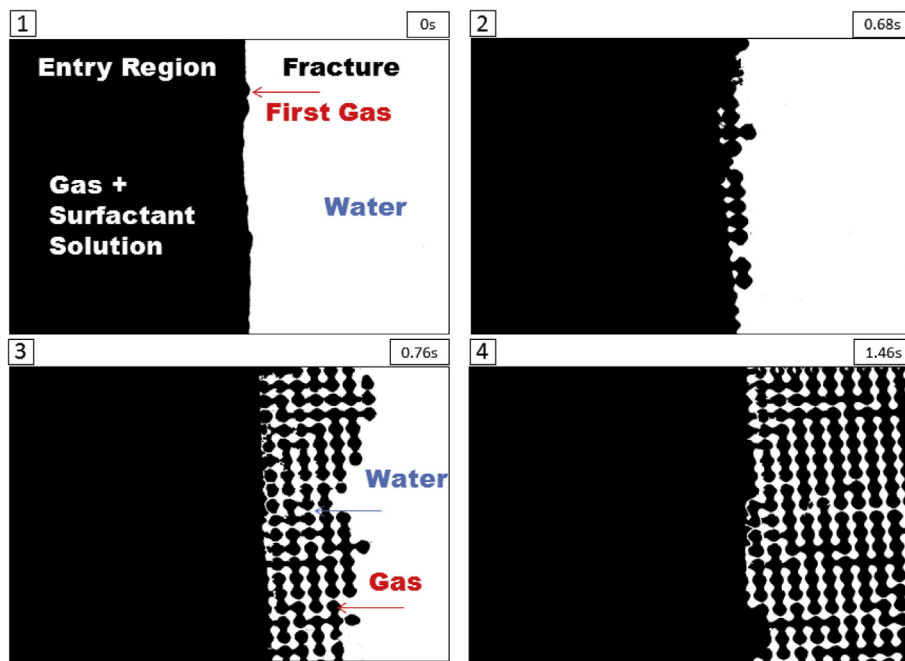 1
0s
Entry Region
Fracture
First Gas
Gas +
Surfactant
Solution
Water
2
0.68s
3
0.76s
Water
Gas
4
1.46s